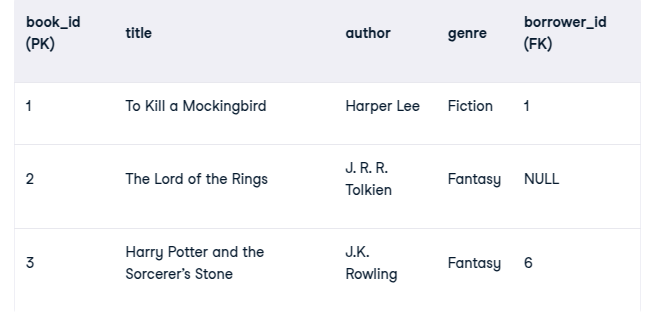 book_id title author genre borrower_id
(PK) (FK)
1 To Kill a Mockingbird Harper Lee Fiction 1
2 The Lord of the Rings J. R. R. Fantasy NULL
Tolkien
3 Harry Potter and the J.K. Fantasy 6
Sorcerer's Stone Rowling